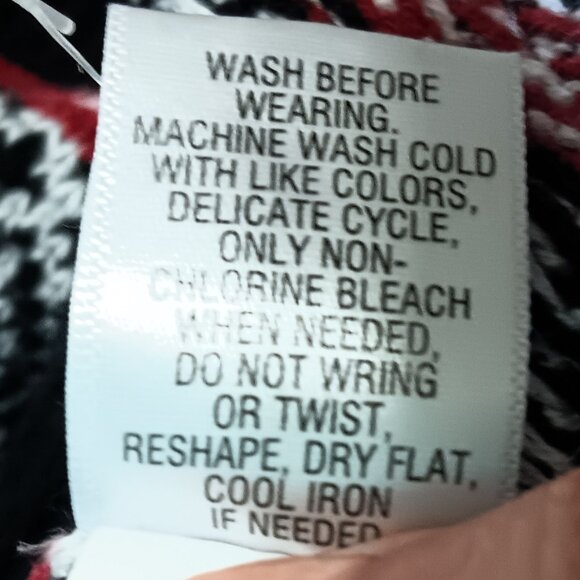 WASH BEFORE
WEARING.
MACHINE WASH COLD
WITH LIKE COLORS,
DELICATE CYCLE,
ONLY NON-
CHLORINE BLEACH
WHEN NEEDED,
DO NOT WRING
OR TWIST,
RESHAPE, DRY FLAT,
COOL IRON
IF NEEDED